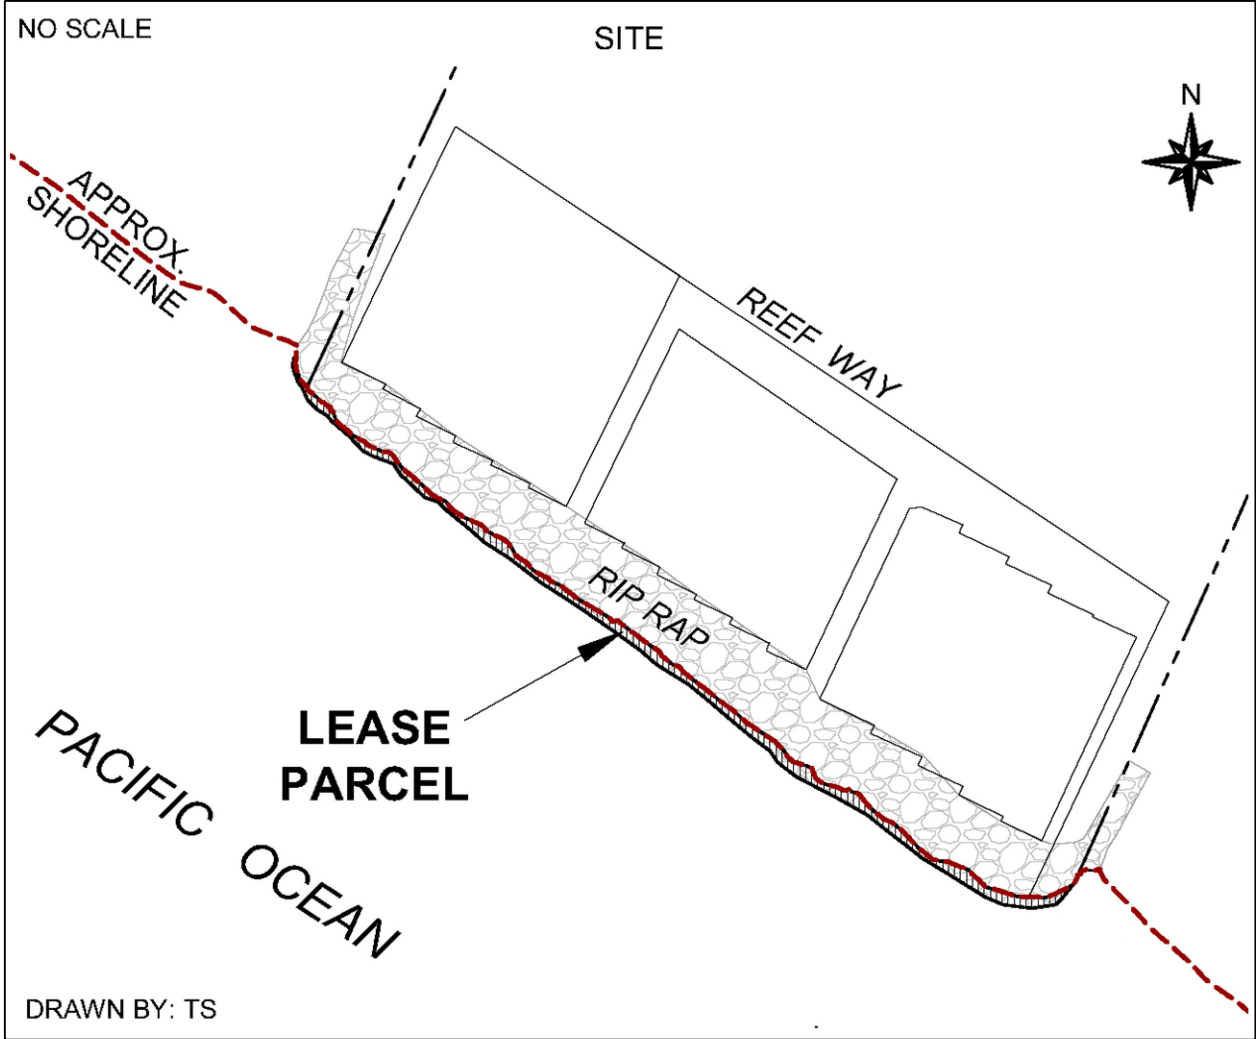 NO SCALE
SITE
N
APPROX.
SHORELINE
REEF WAY
RIP RAP
LEASE
PARCEL
PACIFIC OCEAN
DRAWN BY: TS